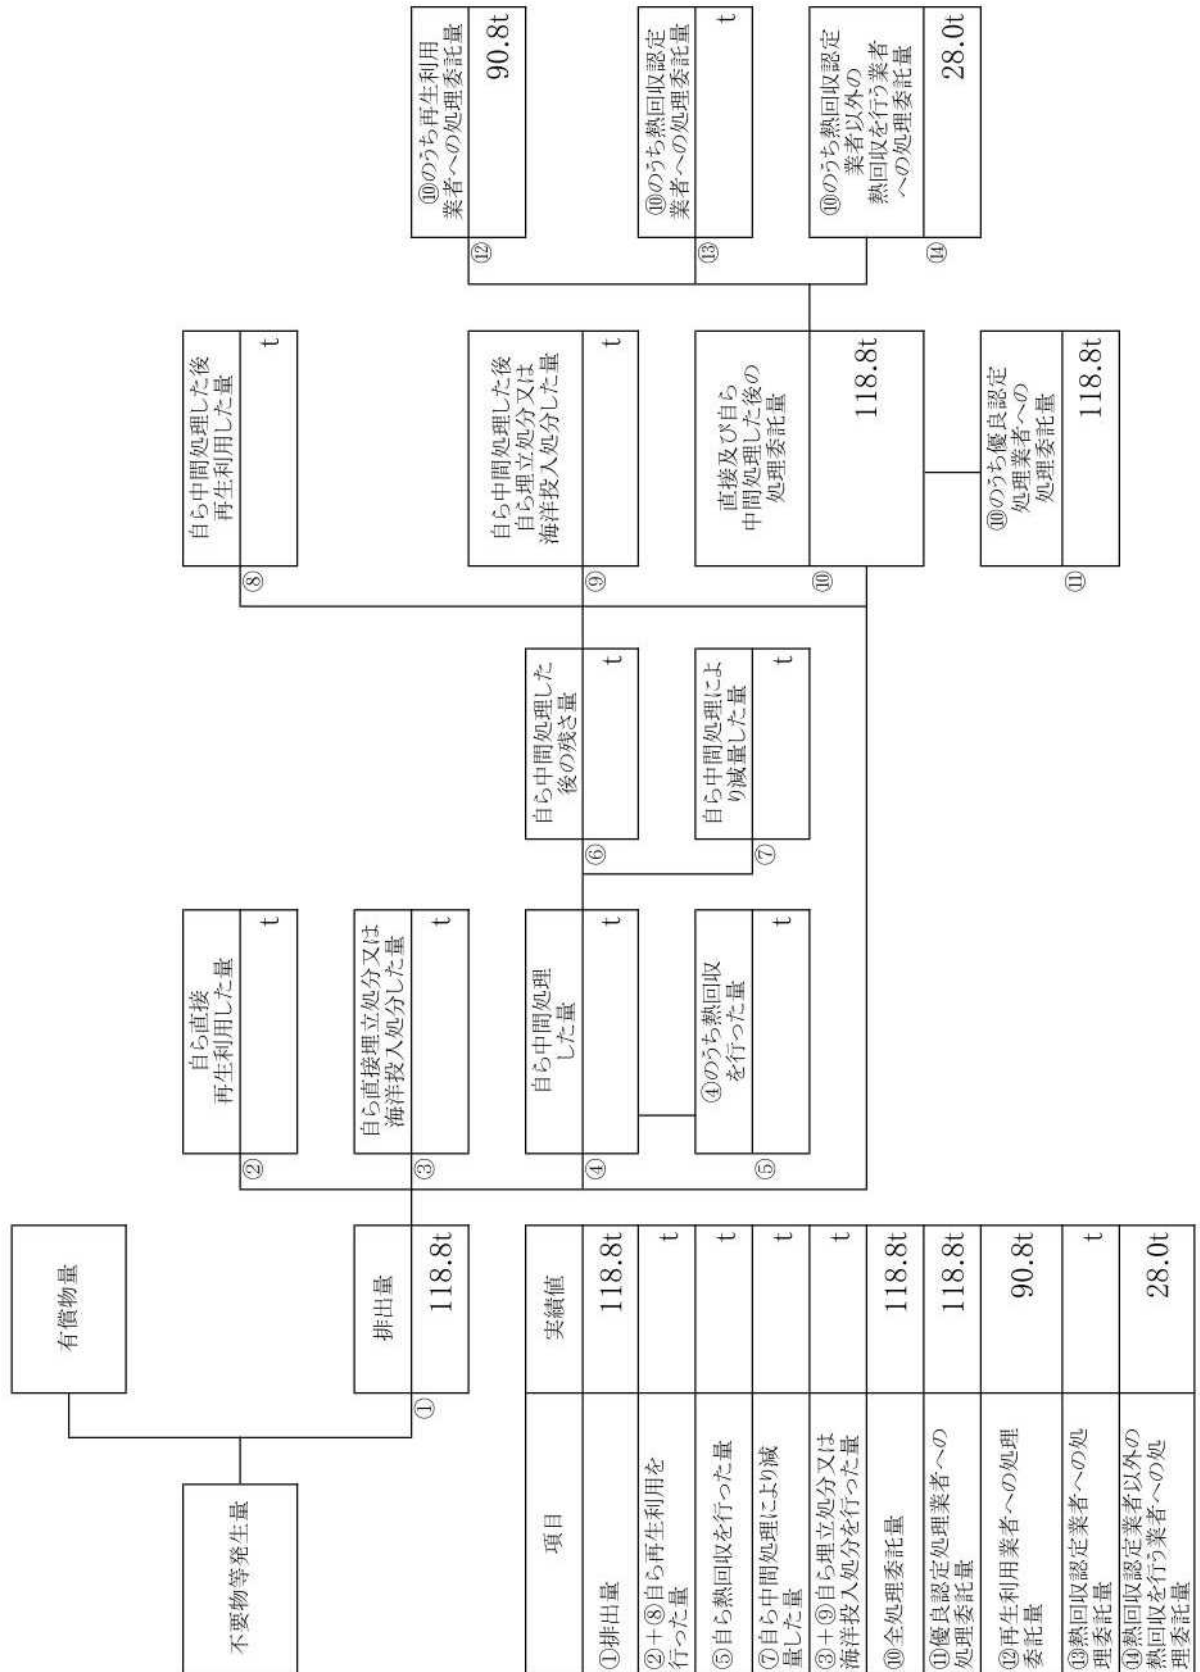 有償物量
不要物等発生量
①
排出量
118.8t
②
自ら直接
再生利用した量
t
③
自ら直接埋立処分又は
海洋投入処分した量
t
④
自ら中間処理
した量
t
⑤
④のうち熱回収
を行った量
t
⑥
自ら中間処理した
後の残さ量
t
⑦
自ら中間処理によ
り減量した量
t
⑧
自ら中間処理した後
再生利用した量
t
⑨
自ら中間処理した後
自ら埋立処分又は
海洋投入処分した量
t
⑩
直接及び自ら
中間処理した後の
処理委託量
118.8t
⑪
⑩のうち優良認定
処理業者への
処理委託量
118.8t
⑫
⑩のうち再生利用
業者への処理委託量
90.8t
⑬
⑩のうち熱回収認定
業者への処理委託量
t
⑭
⑩のうち熱回収認定
業者以外の
熱回収を行う業者
への処理委託量
28.0t
項目
実績値
①排出量
118.8t
②＋⑧自ら再生利用を
行った量
t
⑤自ら熱回収を行った量
t
⑦自ら中間処理により減
量した量
t
③＋⑨自ら埋立処分又は
海洋投入処分を行った量
t
⑩全処理委託量
118.8t
⑪優良認定処理業者への
処理委託量
118.8t
⑫再生利用業者への処理
委託量
90.8t
⑬熱回収認定業者への処
理委託量
t
⑭熱回収認定業者以外の
熱回収を行う業者への処
理委託量
28.0t